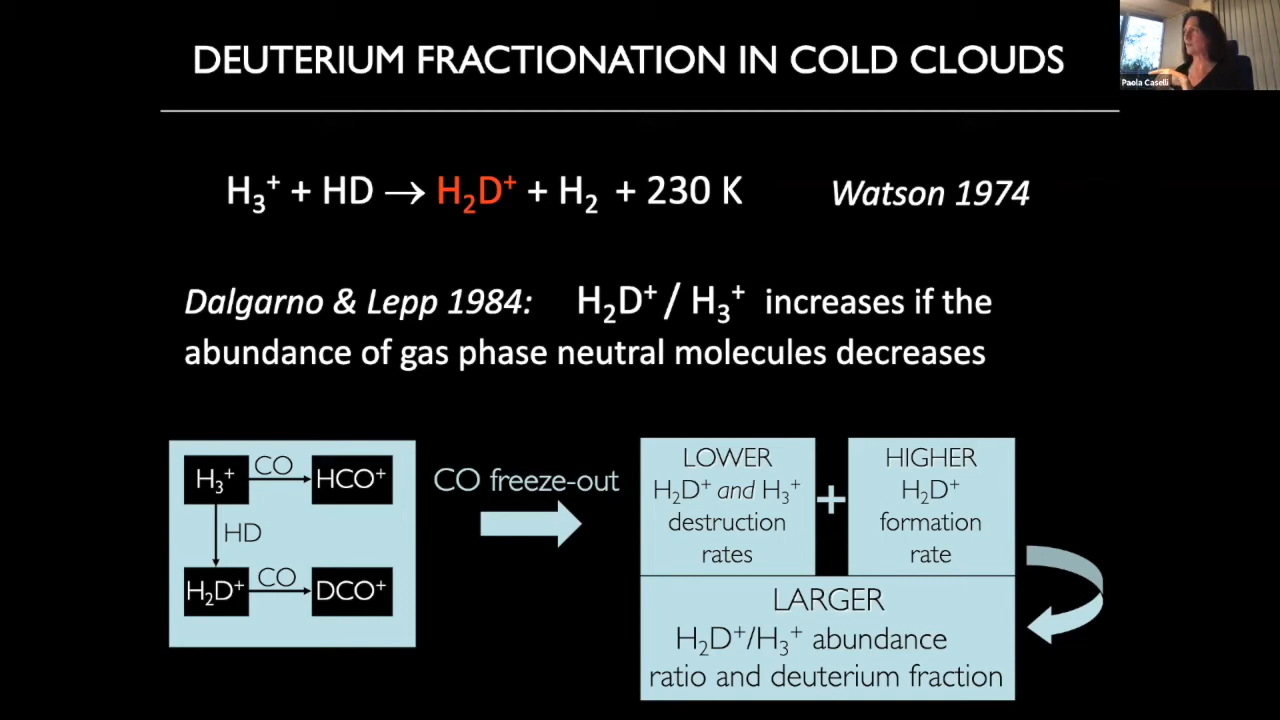 DEUTERIUM FRACTIONATION IN COLD CLOUDS
Paola Caselli
H₃⁺ + HD → H₂D⁺ + H₂ + 230 K Watson 1974
Dalgarno & Lepp 1984: H₂D⁺ / H₃⁺ increases if the
abundance of gas phase neutral molecules decreases
H₃⁺ CO HCO⁺
HD
H₂D⁺ CO DCO⁺
CO freeze-out
LOWER
H₂D⁺ and H₃⁺
destruction
rates
+
HIGHER
H₂D⁺
formation
rate
LARGER
H₂D⁺/H₃⁺ abundance
ratio and deuterium fraction